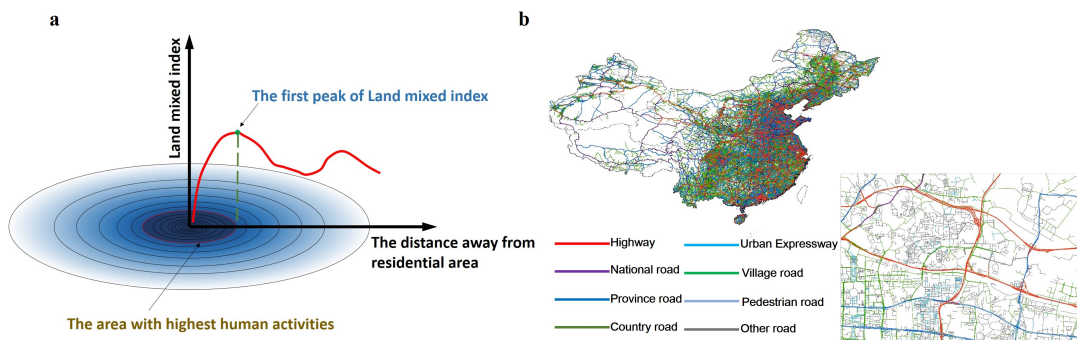 a
Land mixed index
The first peak of Land mixed index
The distance away from
residential area
The area with highest human activities
b
Highway
Urban Expressway
National road
Village road
Province road
Pedestrian road
Country road
Other road